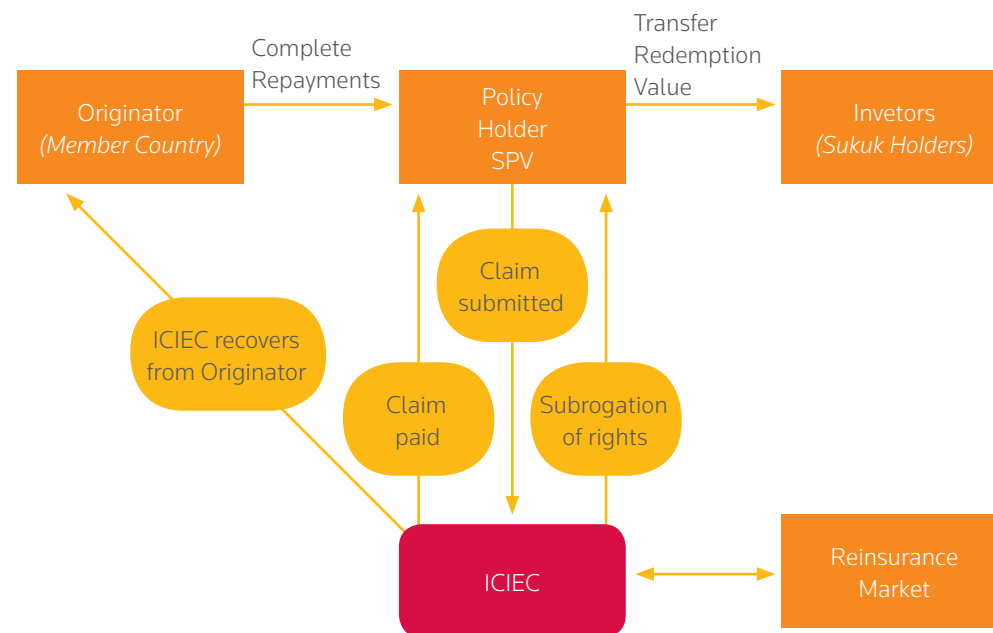 Complete
Repayments
Transfer
Redemption
Value
Originator
(Member Country)
Policy
Holder
SPV
Invetors
(Sukuk Holders)
Claim
submitted
ICIEC recovers
from Originator
Claim
paid
Subrogation
of rights
ICIEC
Reinsurance
Market